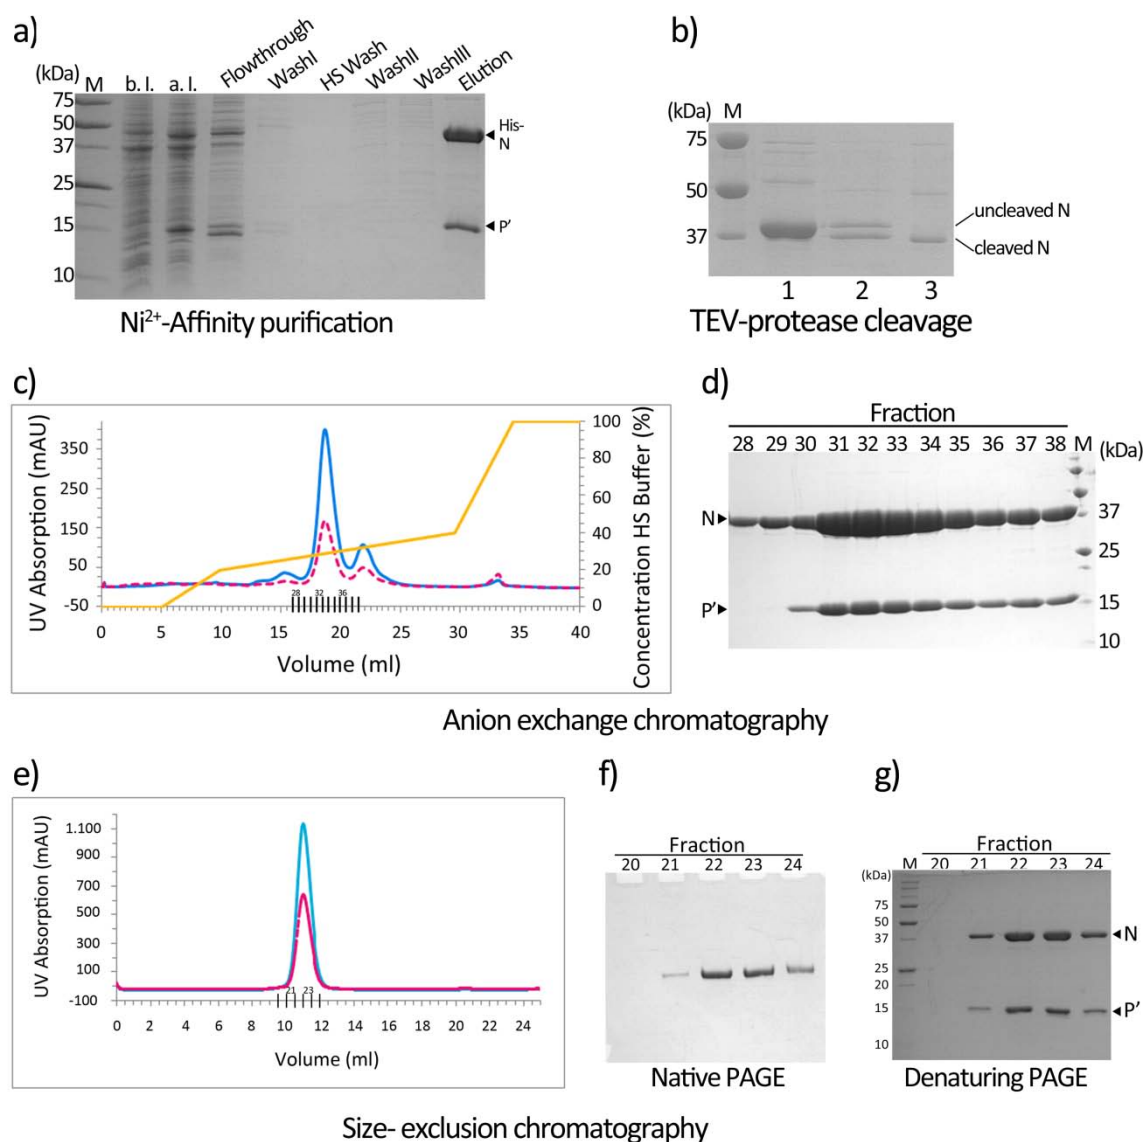 a)
(kDa) M b. l. a. l. Flowthrough WashI HS Wash WashII WashIII Elution
75
50
37
25
15
10
His-
N
P'
Ni2+-Affinity purification
b)
(kDa) M
75
50
37
uncleaved N
cleaved N
1 2 3
TEV-protease cleavage
c)
UV Absorption (mAU)
350
250
150
50
-50
28 32 36
0 5 10 15 20 25 30 35 40
Volume (ml)
100
80
60
40
20
0
Concentration HS Buffer (%)
d)
Fraction
28 29 30 31 32 33 34 35 36 37 38 M (kDa)
N
P'
37
25
15
10
Anion exchange chromatography
e)
UV Absorption (mAU)
1.100
900
700
500
300
100
-100
21 23
0 2 4 6 8 10 12 14 16 18 20 22 24
Volume (ml)
f)
Fraction
20 21 22 23 24
Native PAGE
g)
Fraction
M 20 21 22 23 24
(kDa)
75
50
37
25
20
15
10
N
P'
Denaturing PAGE
Size- exclusion chromatography